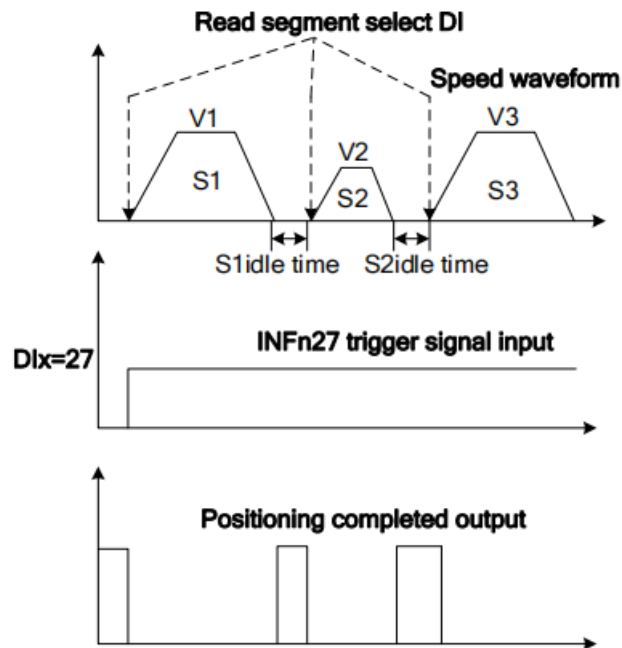 Read segment select DI
Speed waveform
V1
V2
V3
S1
S2
S3
S1idle time
S2idle time
INFn27 trigger signal input
DIx=27
Positioning completed output